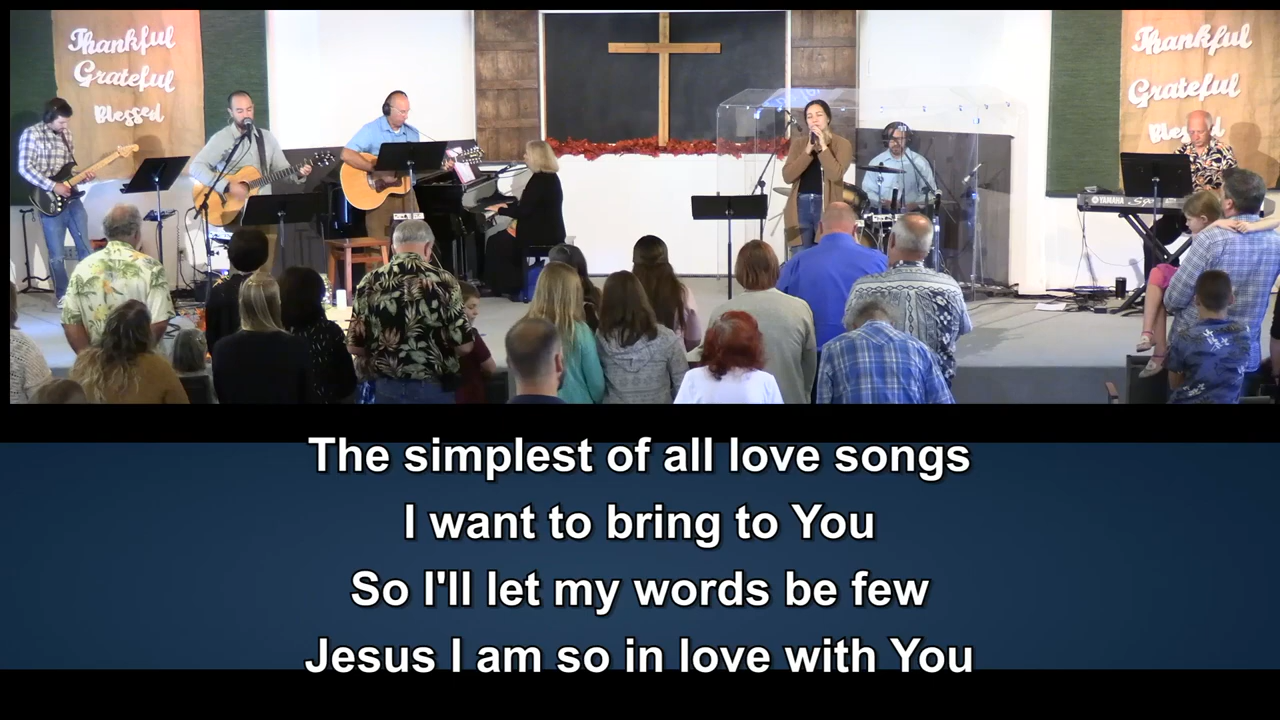 Thankful
Grateful
Blessed
Thankful
Grateful
Blessed
YAMAHA
The simplest of all love songs
I want to bring to You
So I'll let my words be few
Jesus I am so in love with You